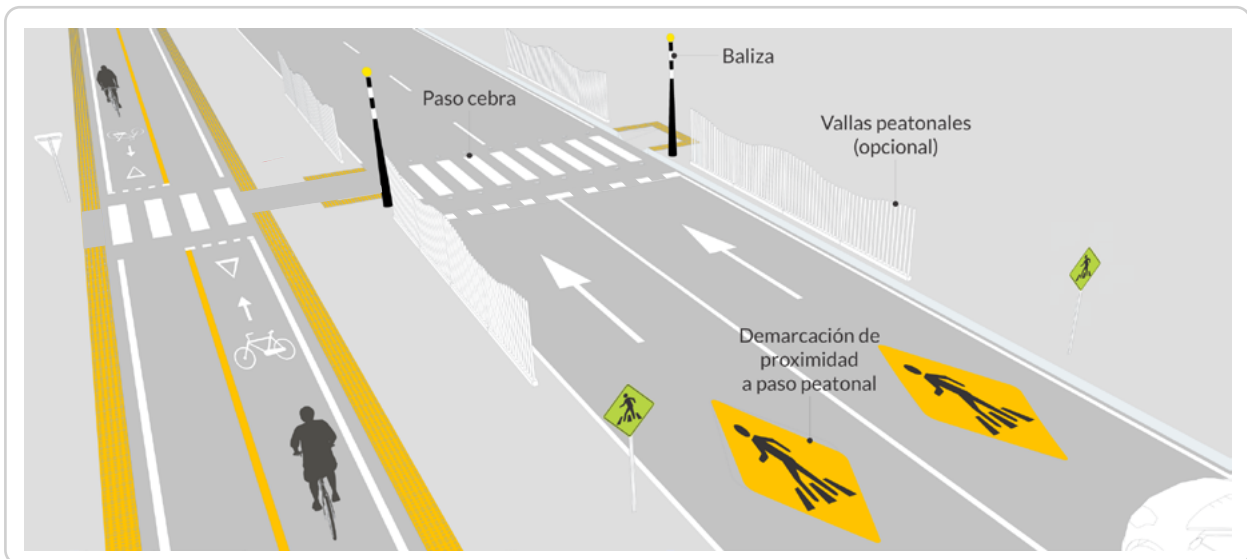 Baliza
Paso cebra
Vallas peatonales
(opcional)
Demarcación de
proximidad
a paso peatonal